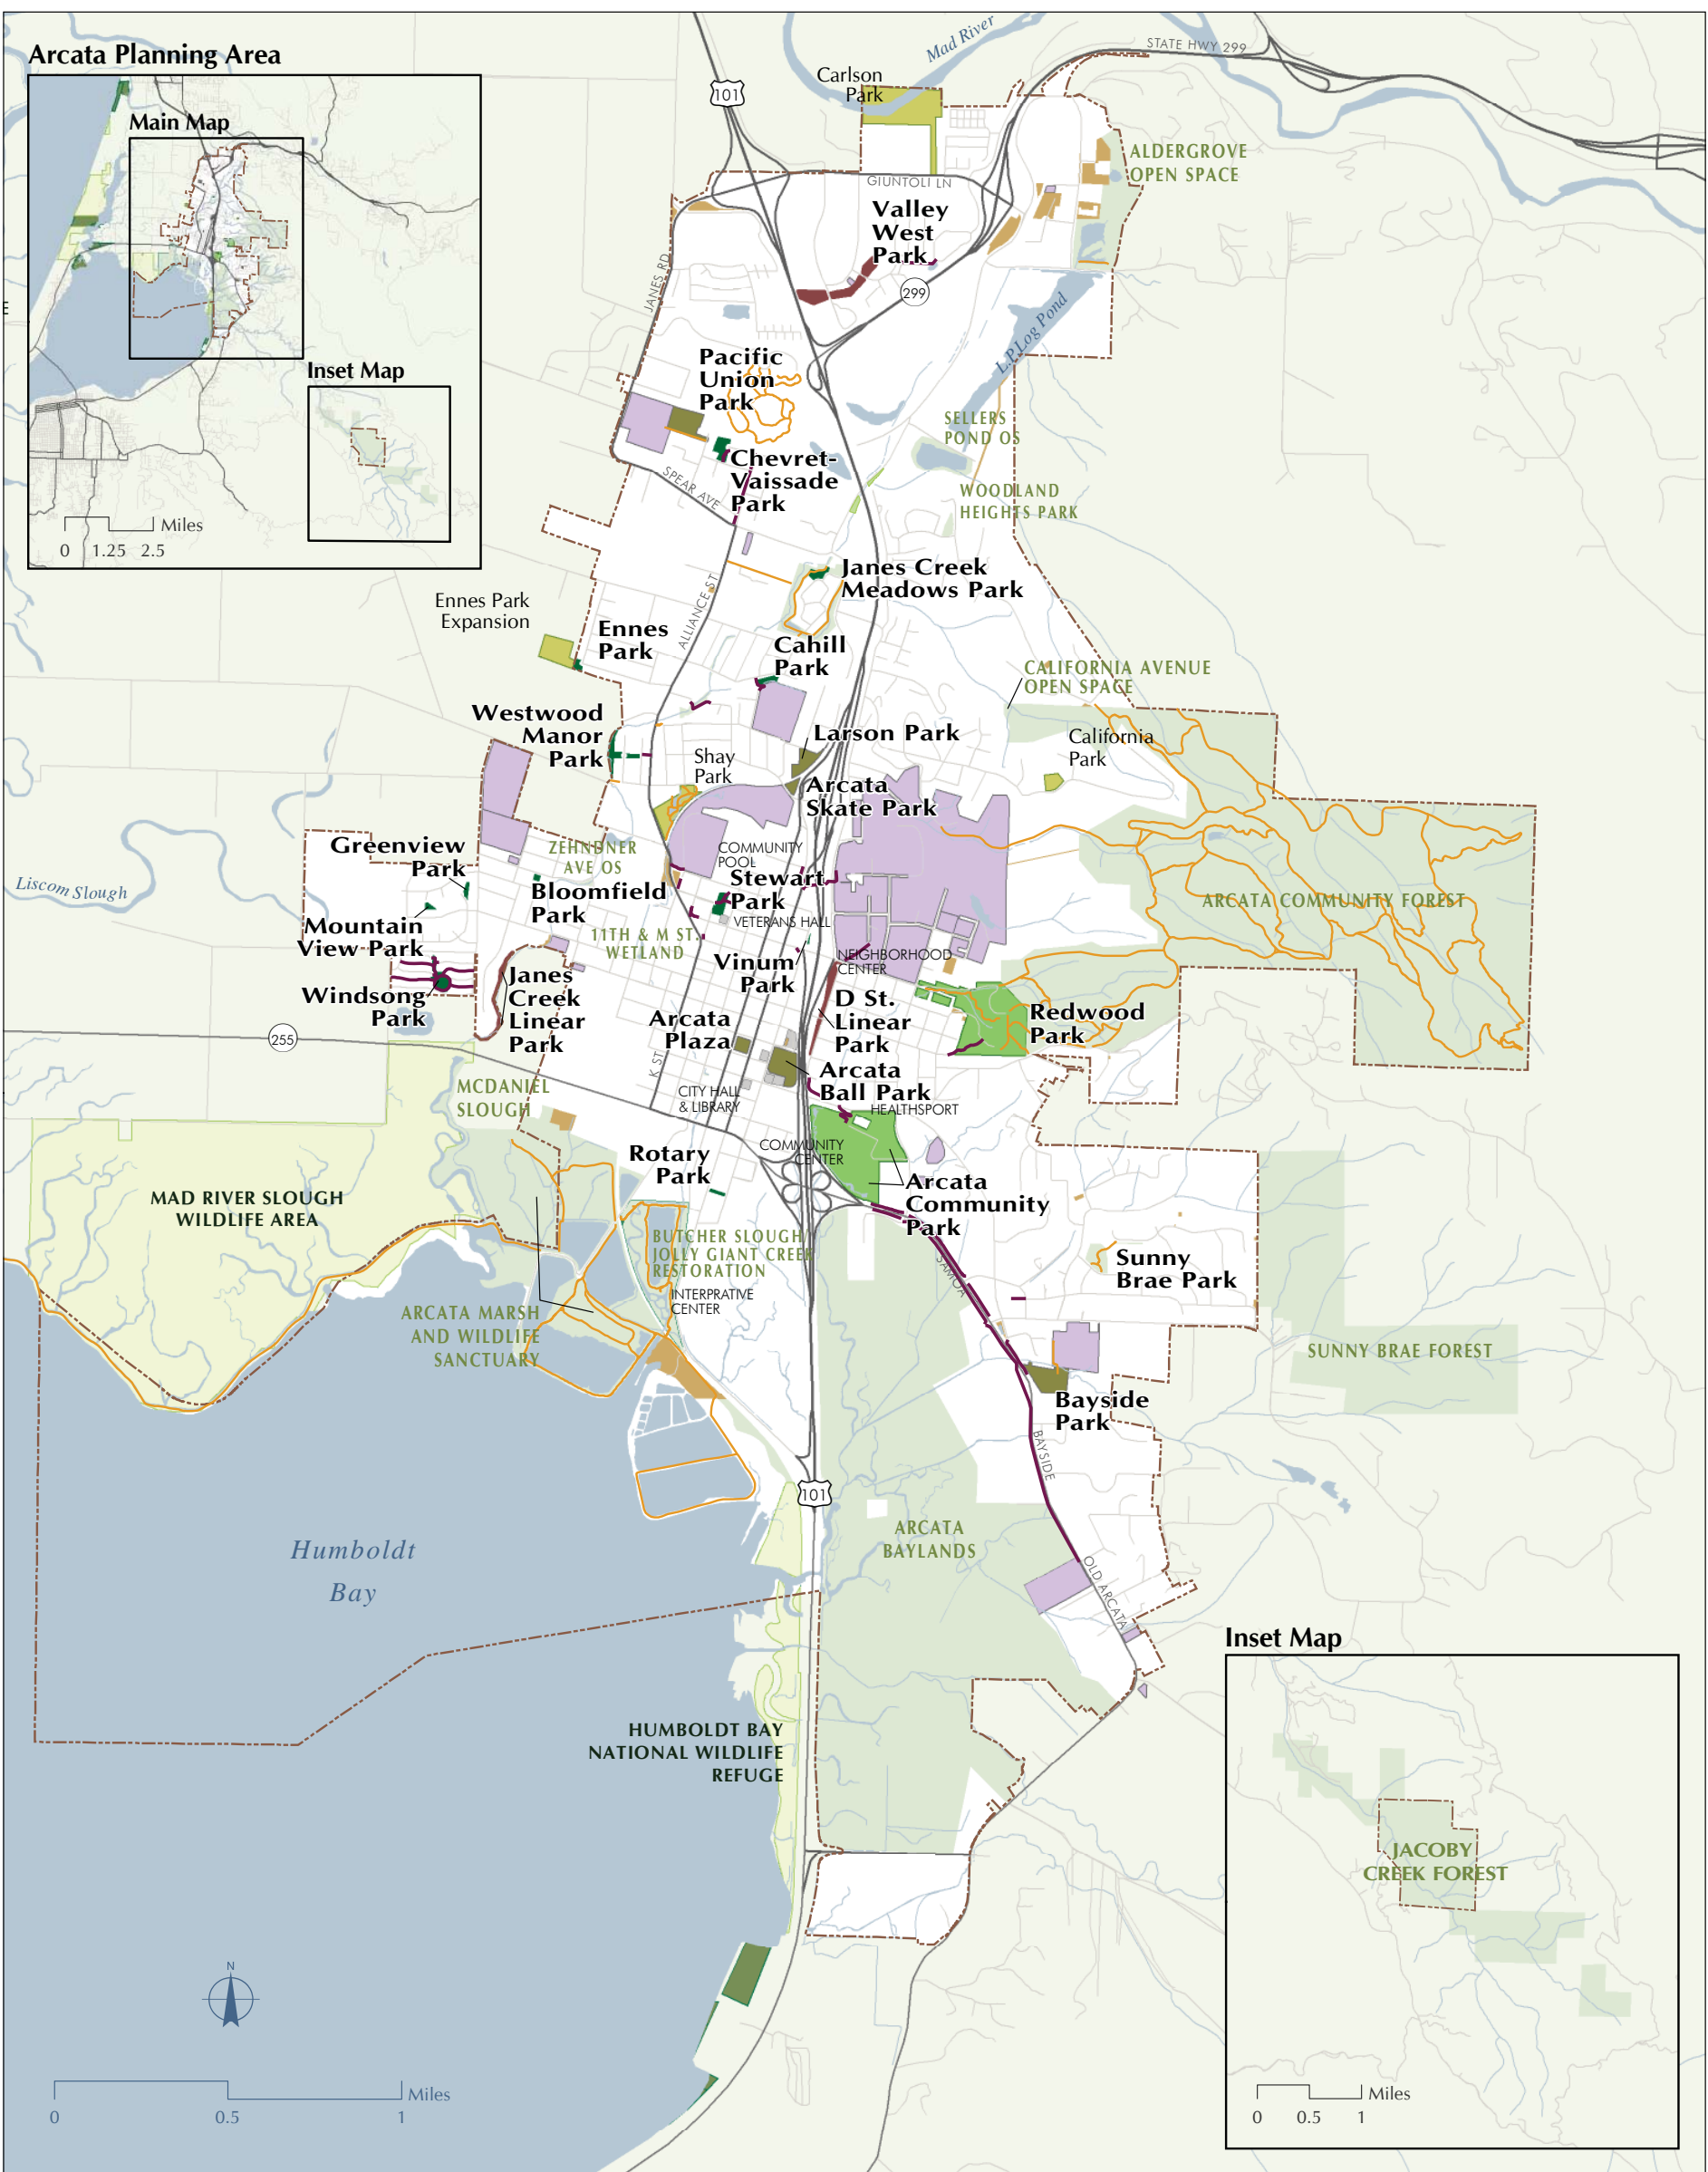 Arcata Planning Area
Main Map
Inset Map
Miles
0 1.25 2.5
E
101
Mad River
STATE HWY 299
Carlson
Park
ALDERGROVE
OPEN SPACE
GIUNTOLI LN
Valley
West
Park
JANES RD
299
L.P. Log Pond
Pacific
Union
Park
SELLERS
POND OS
Chevret-
Vaissade
Park
SPEAR AVE
WOODLAND
HEIGHTS PARK
Janes Creek
Meadows Park
ALLIANCE ST
Ennes Park
Expansion
Ennes
Park
Cahill
Park
CALIFORNIA AVENUE
OPEN SPACE
Westwood
Manor
Park
Larson Park
California
Park
Shay
Park
Arcata
Skate Park
Greenview
Park
ZEHNDNER
AVE OS
COMMUNITY
POOL
Liscom Slough
Bloomfield
Park
Stewart
Park
VETERANS HALL
ARCATA COMMUNITY FOREST
Mountain
View Park
11TH & M ST.
WETLAND
Vinum
Park
NEIGHBORHOOD
CENTER
Windsong
Park
Janes
Creek
Linear
Park
D St.
Linear
Park
Redwood
Park
255
Arcata
Plaza
K ST
Arcata
Ball Park
MCDANIEL
SLOUGH
CITY HALL
& LIBRARY
HEALTHSPORT
COMMUNITY
CENTER
Rotary
Park
Arcata
Community
Park
MAD RIVER SLOUGH
WILDLIFE AREA
BUTCHER SLOUGH/
JOLLY GIANT CREEK
RESTORATION
SAMOA
Sunny
Brae Park
INTERPRATIVE
CENTER
ARCATA MARSH
AND WILDLIFE
SANCTUARY
SUNNY BRAE FOREST
Bayside
Park
BAYSIDE
101
Humboldt
Bay
ARCATA
BAYLANDS
OLD ARCATA
HUMBOLDT BAY
NATIONAL WILDLIFE
REFUGE
Inset Map
JACOBY
CREEK FOREST
Miles
0 0.5 1
N
Miles
0 0.5 1